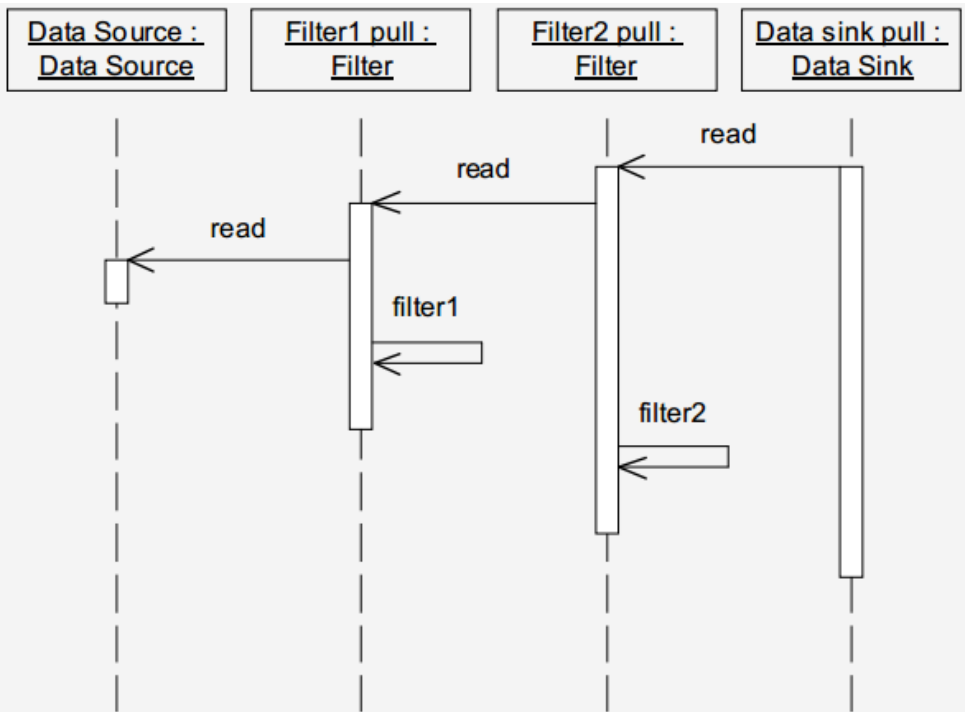 Data Source :
Data Source
Filter1 pull :
Filter
Filter2 pull :
Filter
Data sink pull :
Data Sink
read
read
read
filter1
filter2